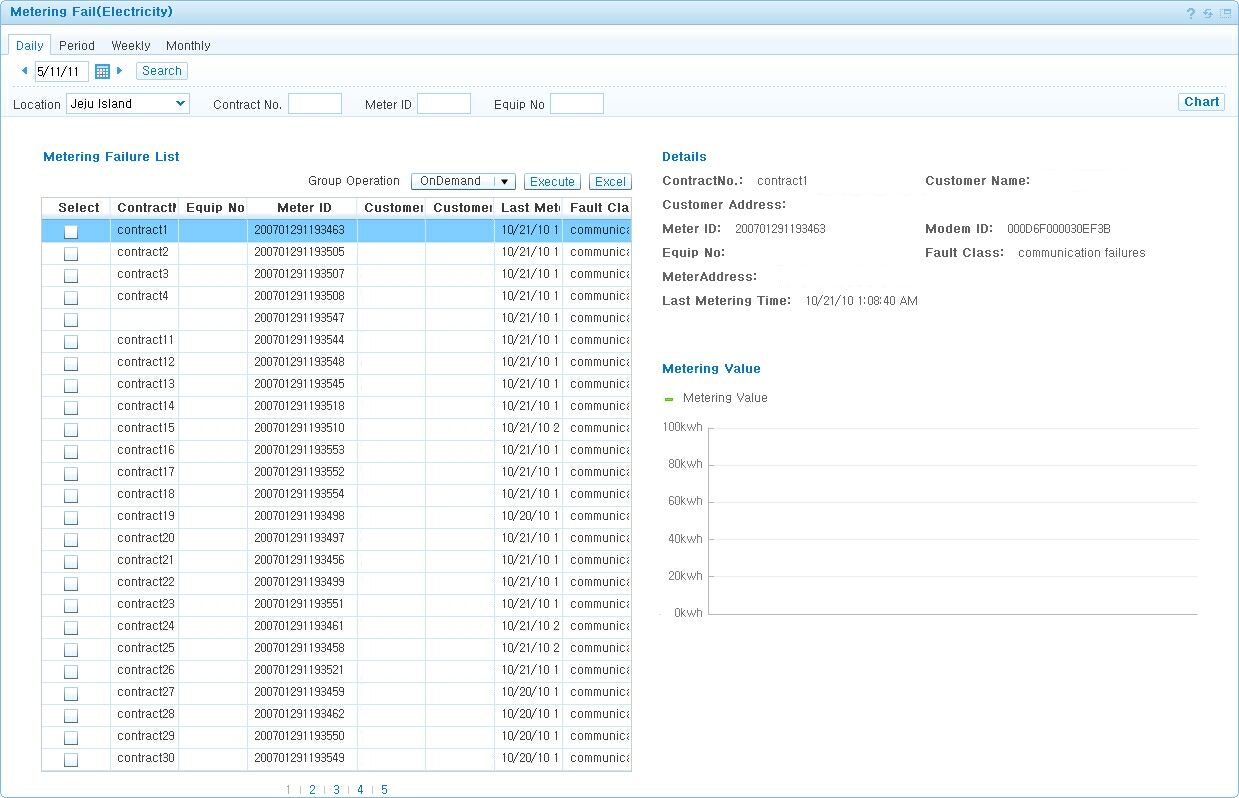 Metering Fail(Electricity)
Daily Period Weekly Monthly
5/11/11 Search
Location Jeju Island Contract No. Meter ID Equip No Chart
Metering Failure List
Group Operation OnDemand Execute Excel
Select ContractN Equip No Meter ID Customer Customer Last Mete Fault Cla
contract1 200701291193463 10/21/10 1 communica
contract2 200701291193505 10/21/10 1 communica
contract3 200701291193507 10/21/10 1 communica
contract4 200701291193508 10/21/10 1 communica
200701291193547 10/21/10 1 communica
contract11 200701291193544 10/21/10 1 communica
contract12 200701291193548 10/21/10 1 communica
contract13 200701291193545 10/21/10 1 communica
contract14 200701291193518 10/21/10 1 communica
contract15 200701291193510 10/21/10 2 communica
contract16 200701291193553 10/21/10 1 communica
contract17 200701291193552 10/21/10 1 communica
contract18 200701291193554 10/21/10 1 communica
contract19 200701291193498 10/20/10 1 communica
contract20 200701291193497 10/21/10 1 communica
contract21 200701291193456 10/21/10 1 communica
contract22 200701291193499 10/21/10 1 communica
contract23 200701291193551 10/21/10 1 communica
contract24 200701291193461 10/21/10 2 communica
contract25 200701291193458 10/21/10 2 communica
contract26 200701291193521 10/21/10 1 communica
contract27 200701291193459 10/20/10 1 communica
contract28 200701291193462 10/20/10 1 communica
contract29 200701291193550 10/20/10 1 communica
contract30 200701291193549 10/20/10 1 communica
1 | 2 | 3 | 4 | 5
Details
ContractNo.: contract1 Customer Name:
Customer Address:
Meter ID: 200701291193463 Modem ID: 000D6F000030EF3B
Equip No: Fault Class: communication failures
MeterAddress:
Last Metering Time: 10/21/10 1:08:40 AM
Metering Value
Metering Value
100kwh
80kwh
60kwh
40kwh
20kwh
0kwh